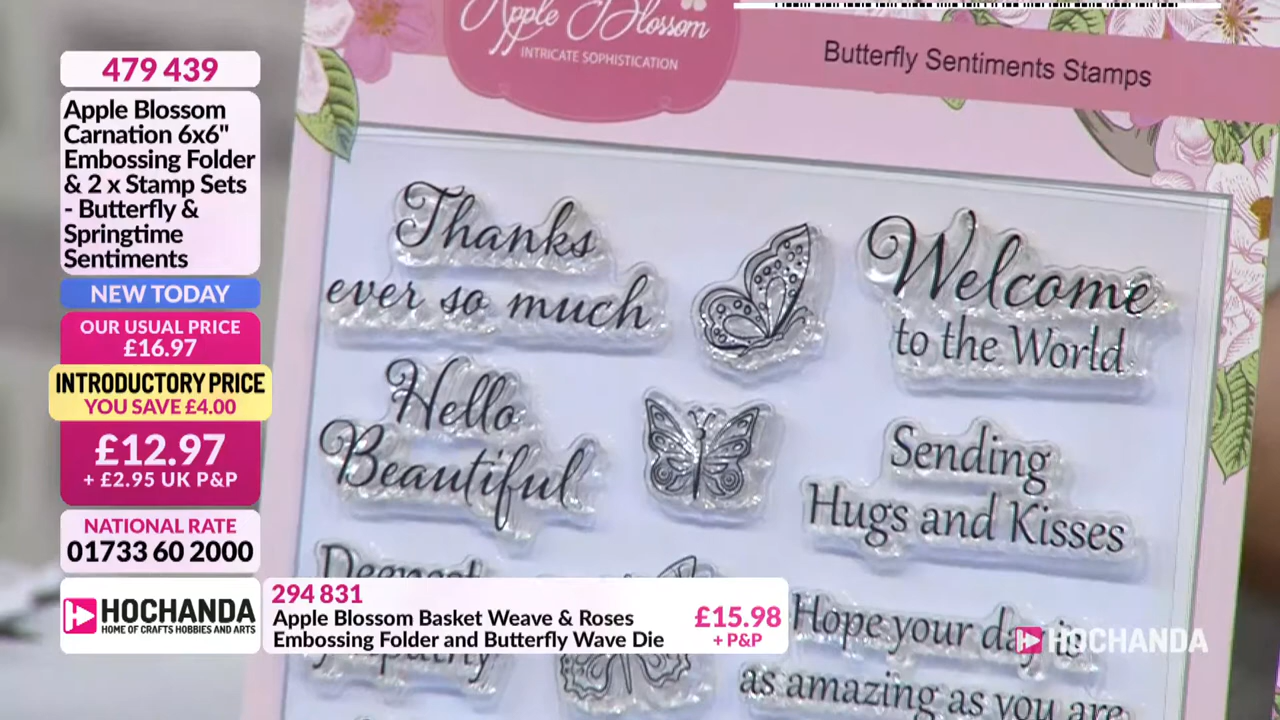 479 439
Apple Blossom
Carnation 6x6"
Embossing Folder
& 2 x Stamp Sets
- Butterfly &
Springtime
Sentiments
NEW TODAY
OUR USUAL PRICE
£16.97
INTRODUCTORY PRICE
YOU SAVE £4.00
£12.97
+ £2.95 UK P&P
NATIONAL RATE
01733 60 2000
HOCHANDA
HOME OF CRAFTS HOBBIES AND ARTS
294 831
Apple Blossom Basket Weave & Roses
Embossing Folder and Butterfly Wave Die
£15.98
+ P&P
Apple Blossom
INTRICATE SOPHISTICATION
Butterfly Sentiments Stamps
Thanks
ever so much
Welcome
to the World
Hello
Beautiful
Sending
Hugs and Kisses
Deepest
Hope your day is
as amazing as you are
HOCHANDA